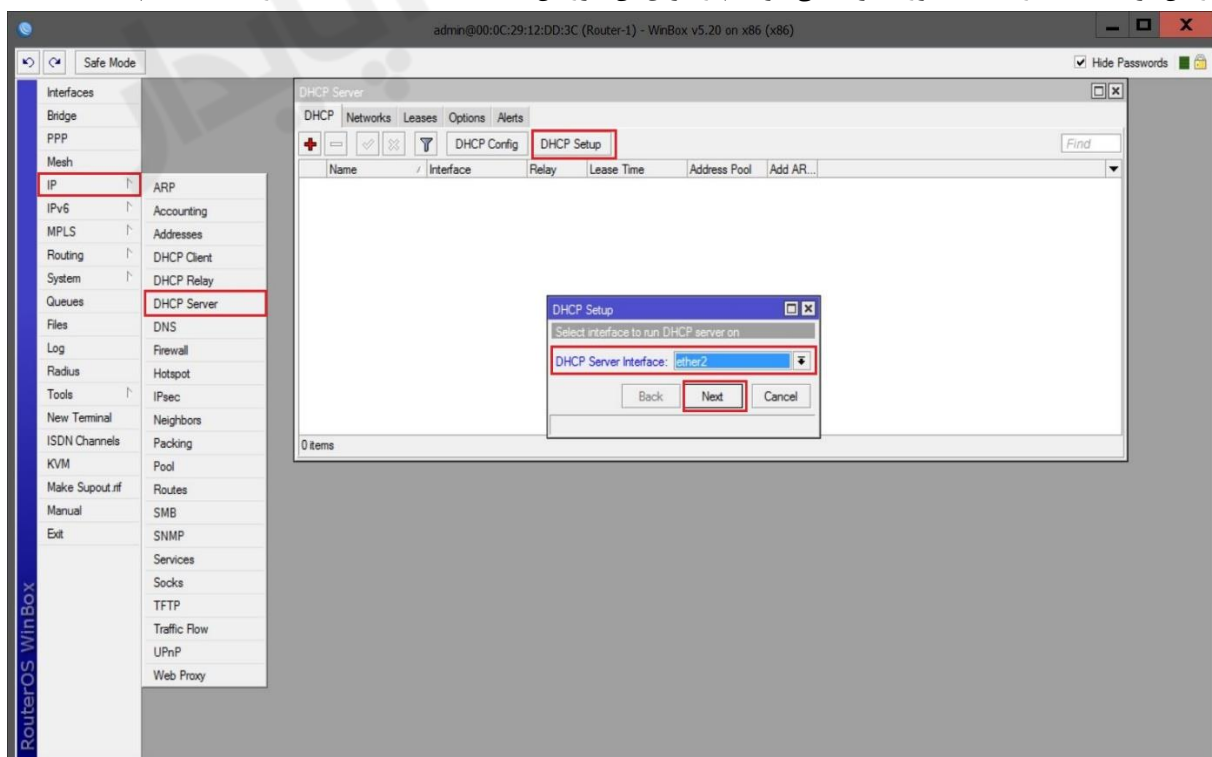 admin@00:0C:29:12:DD:3C (Router-1) - WinBox v5.20 on x86 (x86)
Safe Mode
Hide Passwords
Interfaces
Bridge
PPP
Mesh
IP
IPv6
MPLS
Routing
System
Queues
Files
Log
Radius
Tools
New Terminal
ISDN Channels
KVM
Make Supout.rif
Manual
Exit
RouterOS WinBox
ARP
Accounting
Addresses
DHCP Client
DHCP Relay
DHCP Server
DNS
Firewall
Hotspot
IPsec
Neighbors
Packing
Pool
Routes
SMB
SNMP
Services
Socks
TFTP
Traffic Flow
UPnP
Web Proxy
DHCP Server
DHCP Networks Leases Options Alerts
DHCP Config DHCP Setup Find
Name / Interface Relay Lease Time Address Pool Add AR...
0 items
DHCP Setup
Select interface to run DHCP server on
DHCP Server Interface: ether2
Back Next Cancel